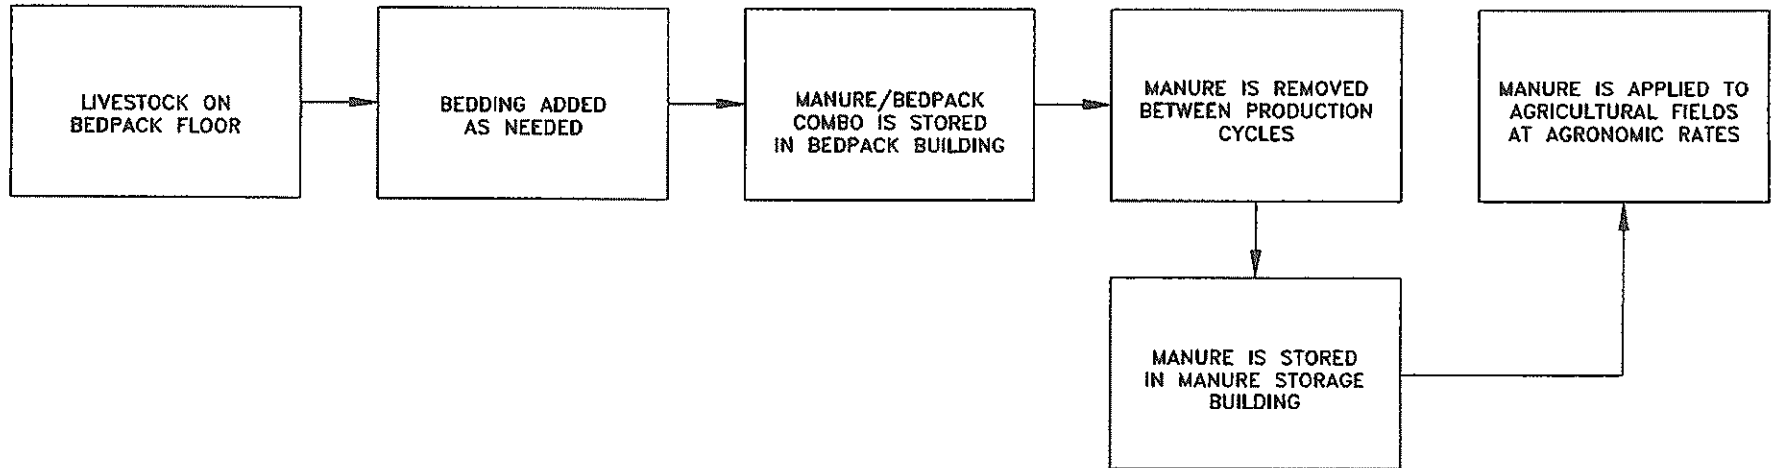 LIVESTOCK ON
BEDPACK FLOOR
BEDDING ADDED
AS NEEDED
MANURE/BEDPACK
COMBO IS STORED
IN BEDPACK BUILDING
MANURE IS REMOVED
BETWEEN PRODUCTION
CYCLES
MANURE IS STORED
IN MANURE STORAGE
BUILDING
MANURE IS APPLIED TO
AGRICULTURAL FIELDS
AT AGRONOMIC RATES